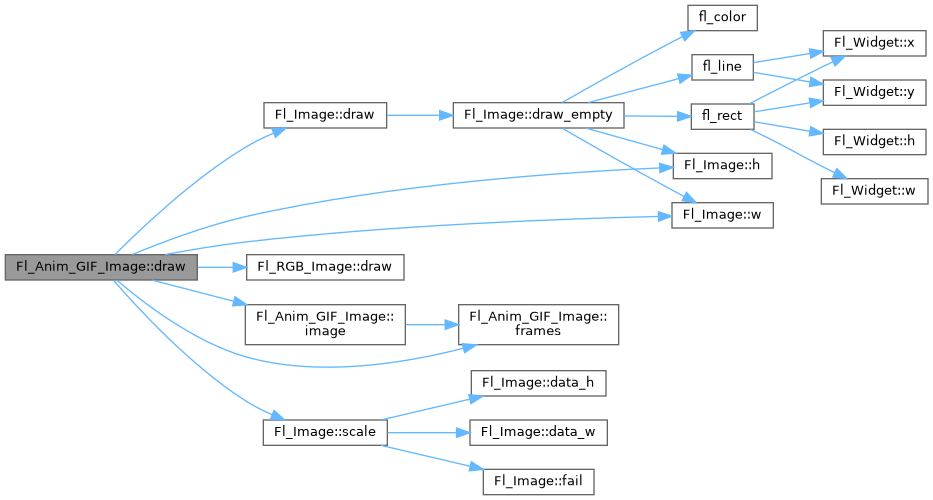 fl_color
Fl_Widget::x
fl_line
Fl_Widget::y
Fl_Image::draw
Fl_Image::draw_empty
fl_rect
Fl_Widget::h
Fl_Image::h
Fl_Widget::w
Fl_Image::w
Fl_Anim_GIF_Image::draw
Fl_RGB_Image::draw
Fl_Anim_GIF_Image::
image
Fl_Anim_GIF_Image::
frames
Fl_Image::data_h
Fl_Image::scale
Fl_Image::data_w
Fl_Image::fail